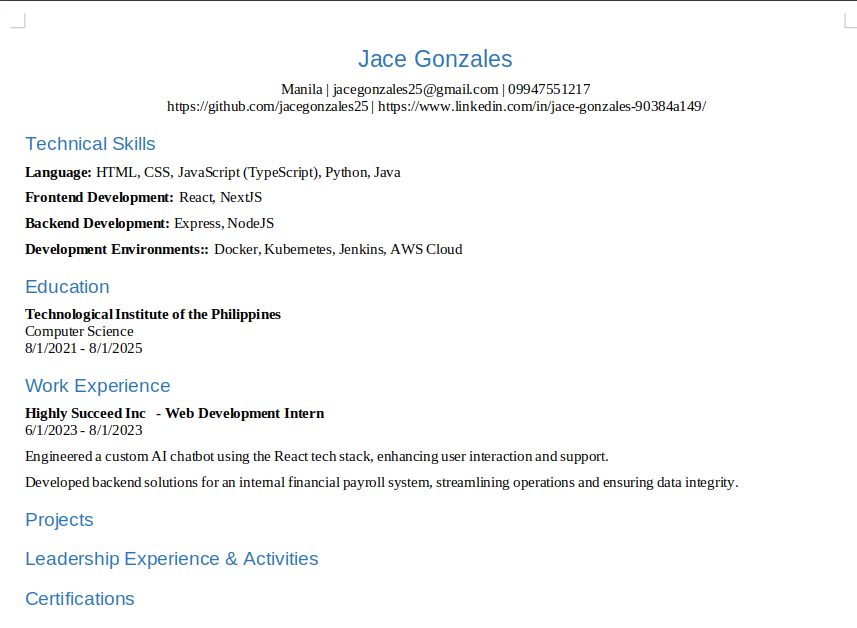 Jace Gonzales
Manila | jacegonzales25@gmail.com | 09947551217
https://github.com/jacegonzales25 | https://www.linkedin.com/in/jace-gonzales-90384a149/
Technical Skills
Language: HTML, CSS, JavaScript (TypeScript), Python, Java
Frontend Development: React, NextJS
Backend Development: Express, NodeJS
Development Environments:: Docker, Kubernetes, Jenkins, AWS Cloud
Education
Technological Institute of the Philippines
Computer Science
8/1/2021 - 8/1/2025
Work Experience
Highly Succeed Inc - Web Development Intern
6/1/2023 - 8/1/2023
Engineered a custom AI chatbot using the React tech stack, enhancing user interaction and support.
Developed backend solutions for an internal financial payroll system, streamlining operations and ensuring data integrity.
Projects
Leadership Experience & Activities
Certifications